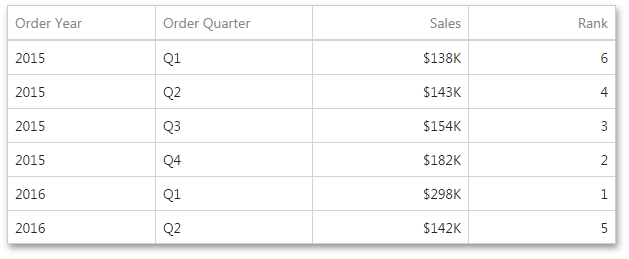 Order Year Order Quarter Sales Rank
2015 Q1 $138K 6
2015 Q2 $143K 4
2015 Q3 $154K 3
2015 Q4 $182K 2
2016 Q1 $298K 1
2016 Q2 $142K 5